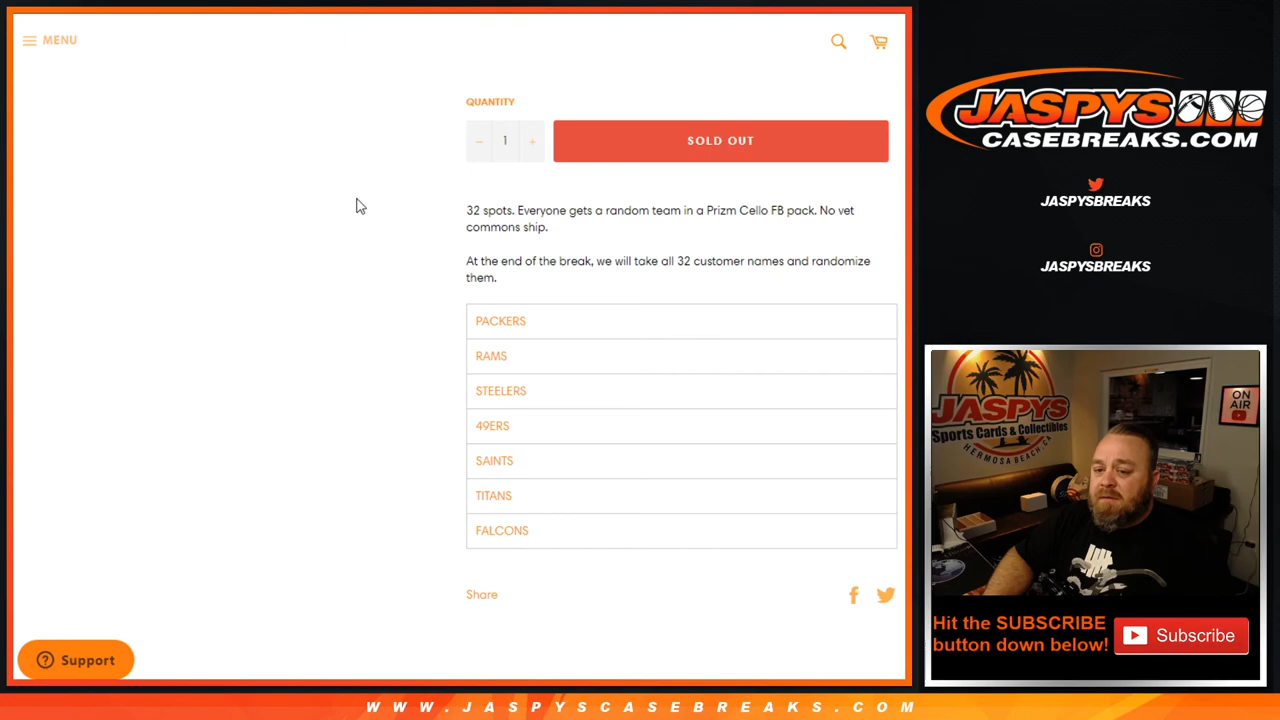 MENU
QUANTITY
− 1 +
SOLD OUT
32 spots. Everyone gets a random team in a Prizm Cello FB pack. No vet
commons ship.
At the end of the break, we will take all 32 customer names and randomize
them.
PACKERS
RAMS
STEELERS
49ERS
SAINTS
TITANS
FALCONS
Share
Support
JASPYS
CASEBREAKS.COM
JASPYSBREAKS
JASPYSBREAKS
JASPYS
Sports Cards & Collectibles
HERMOSA BEACH, CA
ON
AIR
Hit the SUBSCRIBE
button down below!
Subscribe
WWW.JASPYSCASEBREAKS.COM